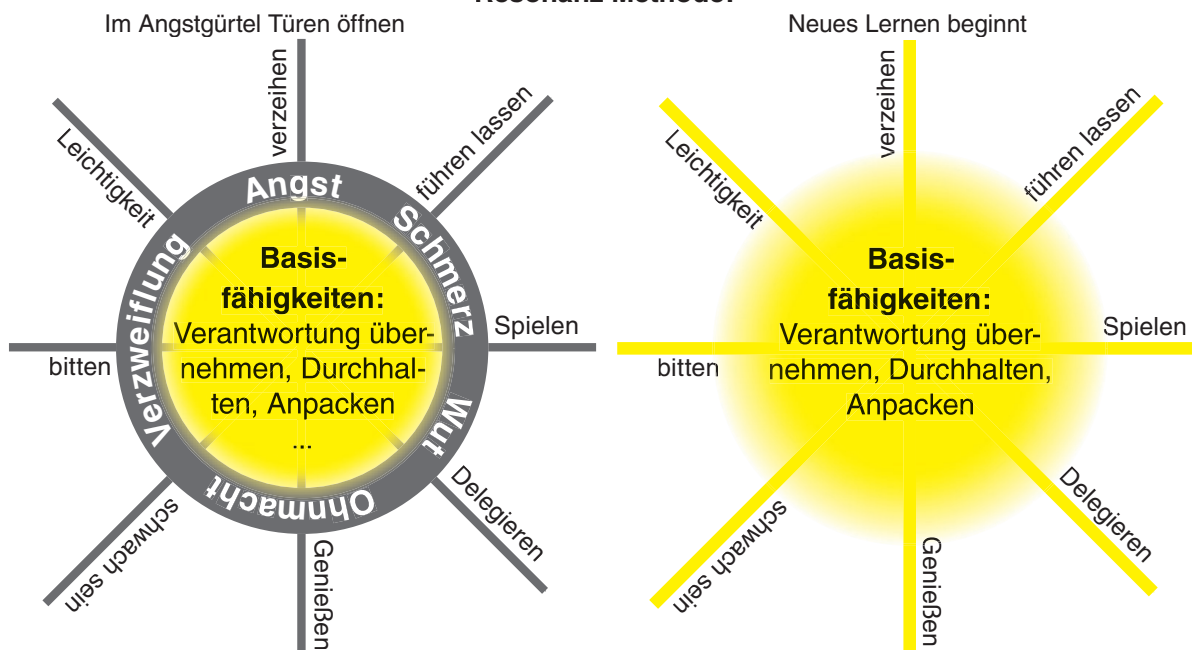 Resonanz-Methode:
Im Angstgürtel Türen öffnen
verzeihen
führen lassen
Leichtigkeit
Angst
Schmerz
Wut
Ohnmacht
Verzweiflung
Basis-
fähigkeiten:
Verantwortung über-
nehmen, Durchhal-
ten, Anpacken
...
Spielen
bitten
Delegieren
schwach sein
Genießen
Neues Lernen beginnt
verzeihen
führen lassen
Leichtigkeit
Basis-
fähigkeiten:
Verantwortung über-
nehmen, Durchhalten,
Anpacken
Spielen
bitten
Delegieren
schwach sein
Genießen